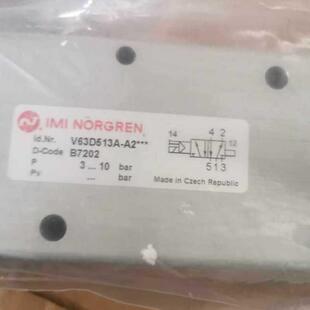 IMI NORGREN
Id.Nr. V63D513A-A2***
D-Code B7202
P 3 ... 10 bar
Pv ... bar
14 4 2
12
5 1 3
Made in Czech Republic